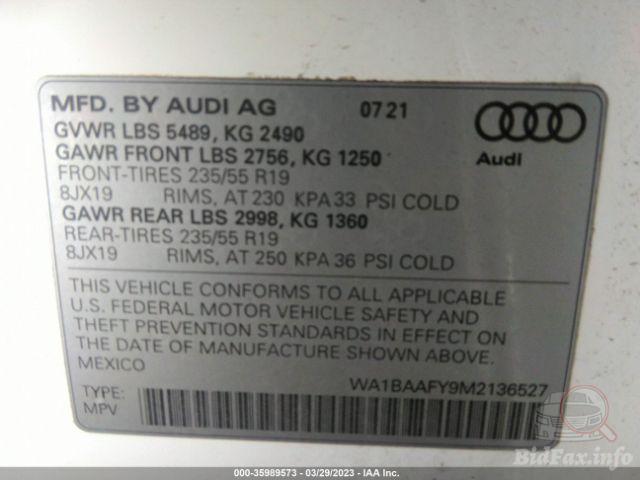 MFD. BY AUDI AG 07 21
GVWR LBS 5489, KG 2490
GAWR FRONT LBS 2756, KG 1250
Audi
FRONT-TIRES 235/55 R19
8JX19 RIMS, AT 230 KPA 33 PSI COLD
GAWR REAR LBS 2998, KG 1360
REAR-TIRES 235/55 R19
8JX19 RIMS, AT 250 KPA 36 PSI COLD
THIS VEHICLE CONFORMS TO ALL APPLICABLE
U.S. FEDERAL MOTOR VEHICLE SAFETY AND
THEFT PREVENTION STANDARDS IN EFFECT ON
THE DATE OF MANUFACTURE SHOWN ABOVE.
MEXICO
WA1BAAFY9M2136527
TYPE:
MPV
BidFax.info
000-35989573 - 03/29/2023 - IAA Inc.